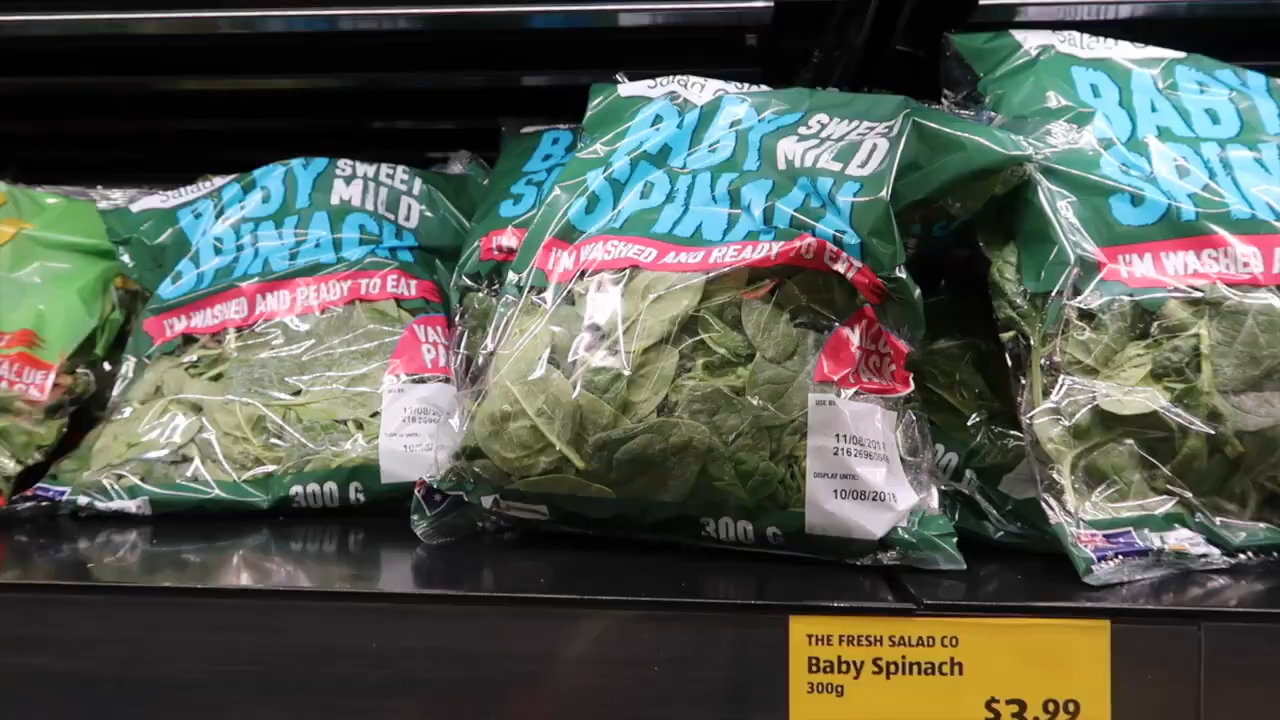 BABY
SPINACH
SWEET
MILD
I'M WASHED AND READY TO EAT
300 G
BABY
SPINACH
MILD
I'M WASHED AND READY TO EAT
USE BY:
11/08/2018
DISPLAY UNTIL:
10/08/2018
300 G
BABY
I'M WASHED
THE FRESH SALAD CO
Baby Spinach
300g
$3.99